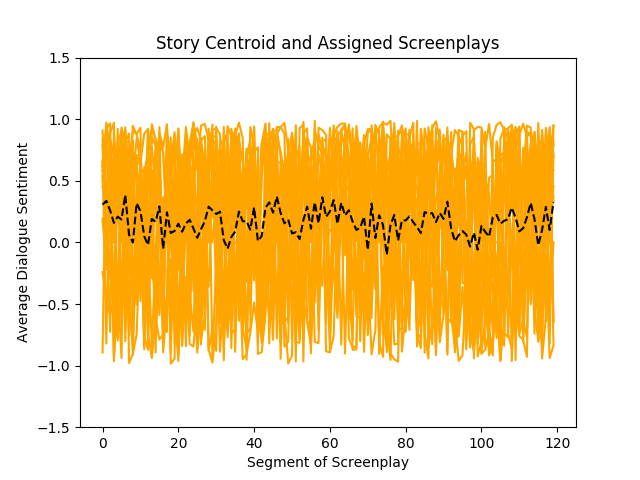 Story Centroid and Assigned Screenplays
1.5
1.0
0.5
0.0
−0.5
−1.0
−1.5
Average Dialogue Sentiment
0 20 40 60 80 100 120
Segment of Screenplay